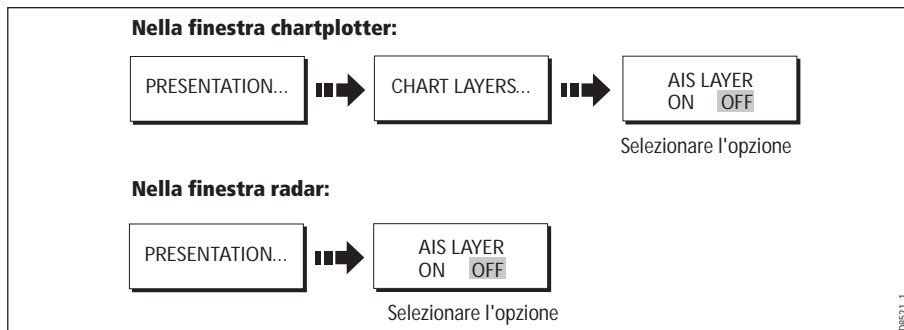 Nella finestra chartplotter:
PRESENTATION...
CHART LAYERS...
AIS LAYER
ON OFF
Selezionare l'opzione
Nella finestra radar:
PRESENTATION...
AIS LAYER
ON OFF
Selezionare l'opzione
D8521_1